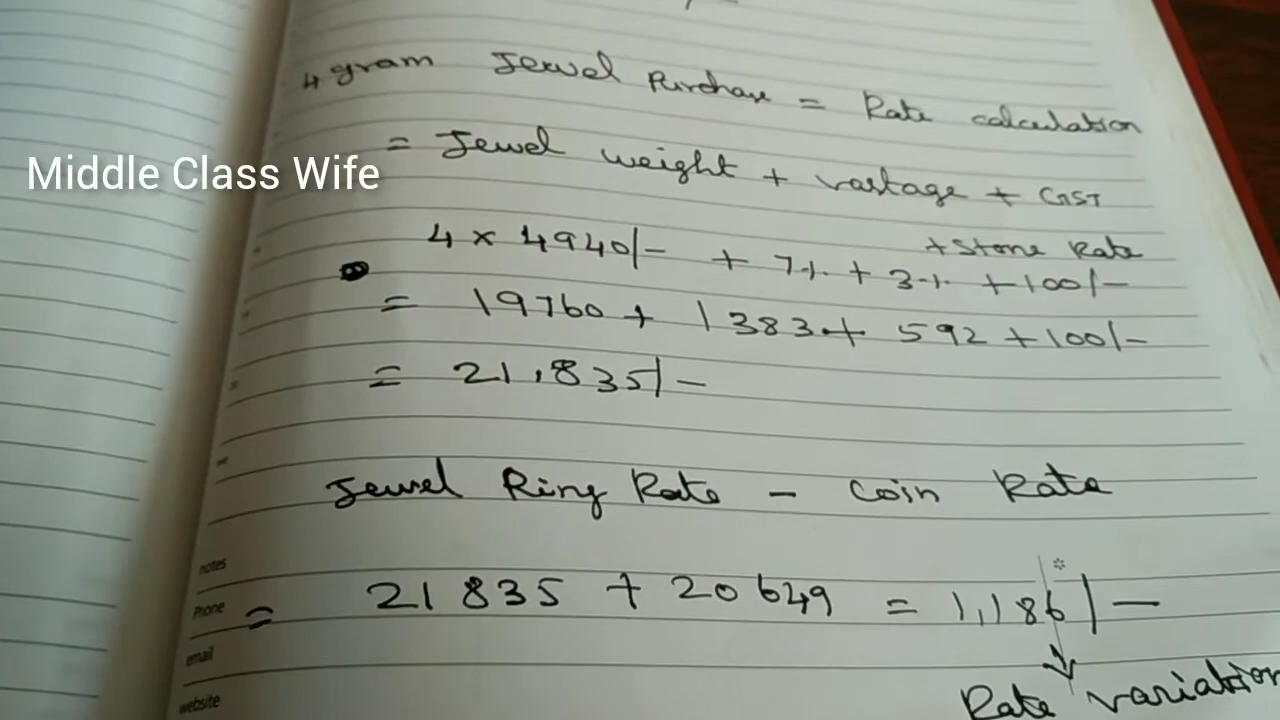 4 gram Jewel Purchase = Rate calculation
= Jewel weight + vastage + GST
+ Stone Rate
4 x 4940/- + 7% + 3% + 100/-
= 19760 + 1383 + 592 + 100/-
= 21,835/-
Middle Class Wife
Jewel Ring Rate - Coin Rate
= 21835 + 20649 = 1,186/-
Rate variation
notes
Phone
email
website